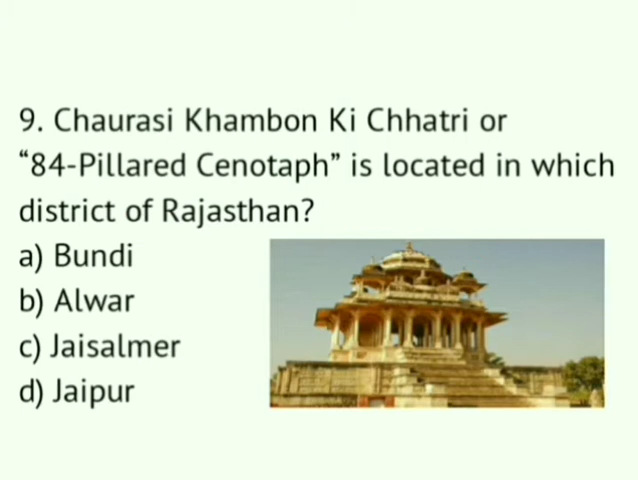 9. Chaurasi Khambon Ki Chhatri or
“84-Pillared Cenotaph” is located in which
district of Rajasthan?
a) Bundi
b) Alwar
c) Jaisalmer
d) Jaipur